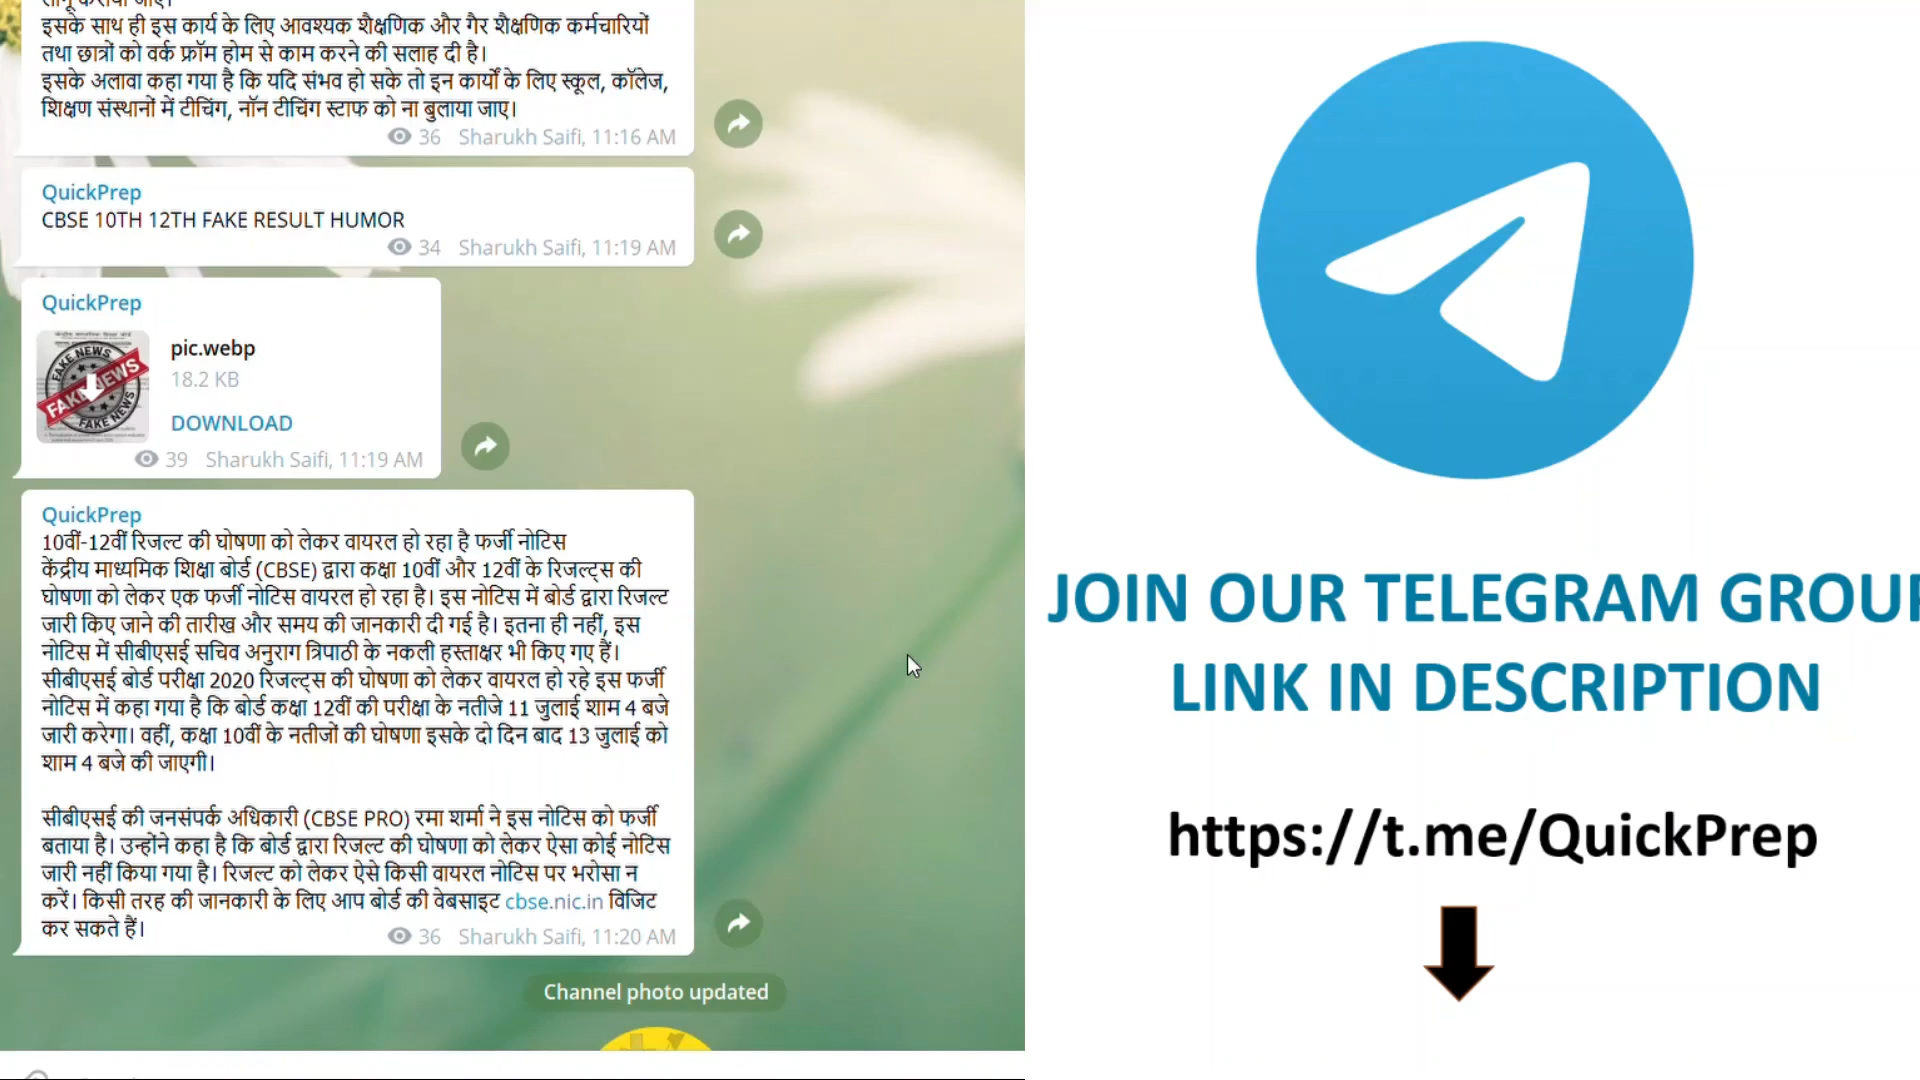 इसके साथ ही इस कार्य के लिए आवश्यक शैक्षणिक और गैर शैक्षणिक कर्मचारियों
तथा छात्रों को वर्क फ्रॉम होम से काम करने की सलाह दी है।
इसके अलावा कहा गया है कि यदि संभव हो सके तो इन कार्यों के लिए स्कूल, कॉलेज,
शिक्षण संस्थानों में टीचिंग, नॉन टीचिंग स्टाफ को ना बुलाया जाए।
36 Sharukh Saifi, 11:16 AM
QuickPrep
CBSE 10TH 12TH FAKE RESULT HUMOR
34 Sharukh Saifi, 11:19 AM
QuickPrep
FAKE NEWS
FAKE NEWS
FAKE NEWS
pic.webp
18.2 KB
DOWNLOAD
39 Sharukh Saifi, 11:19 AM
QuickPrep
10वीं-12वीं रिजल्ट की घोषणा को लेकर वायरल हो रहा है फर्जी नोटिस
केंद्रीय माध्यमिक शिक्षा बोर्ड (CBSE) द्वारा कक्षा 10वीं और 12वीं के रिजल्ट्स की
घोषणा को लेकर एक फर्जी नोटिस वायरल हो रहा है। इस नोटिस में बोर्ड द्वारा रिजल्ट
जारी किए जाने की तारीख और समय की जानकारी दी गई है। इतना ही नहीं, इस
नोटिस में सीबीएसई सचिव अनुराग त्रिपाठी के नकली हस्ताक्षर भी किए गए हैं।
सीबीएसई बोर्ड परीक्षा 2020 रिजल्ट्स की घोषणा को लेकर वायरल हो रहे इस फर्जी
नोटिस में कहा गया है कि बोर्ड कक्षा 12वीं की परीक्षा के नतीजे 11 जुलाई शाम 4 बजे
जारी करेगा। वहीं, कक्षा 10वीं के नतीजों की घोषणा इसके दो दिन बाद 13 जुलाई को
शाम 4 बजे की जाएगी।
सीबीएसई की जनसंपर्क अधिकारी (CBSE PRO) रमा शर्मा ने इस नोटिस को फर्जी
बताया है। उन्होंने कहा है कि बोर्ड द्वारा रिजल्ट की घोषणा को लेकर ऐसा कोई नोटिस
जारी नहीं किया गया है। रिजल्ट को लेकर ऐसे किसी वायरल नोटिस पर भरोसा न
करें। किसी तरह की जानकारी के लिए आप बोर्ड की वेबसाइट cbse.nic.in विजिट
कर सकते हैं।
36 Sharukh Saifi, 11:20 AM
Channel photo updated
JOIN OUR TELEGRAM GROUP
LINK IN DESCRIPTION
https://t.me/QuickPrep